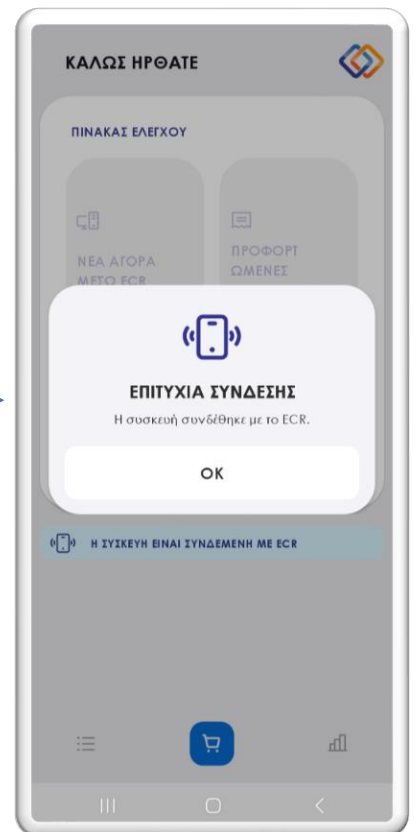 ΚΑΛΩΣ ΗΡΘΑΤΕ
ΠΙΝΑΚΑΣ ΕΛΕΓΧΟΥ
ΝΕΑ ΑΓΟΡΑ
ΜΕΤΟ ECR
ΠΡΟΦΟΡΤ
ΩΜΕΝΕΣ
ΕΠΙΤΥΧΙΑ ΣΥΝΔΕΣΗΣ
Η συσκευή συνδέθηκε με το ECR.
OK
Η ΣΥΣΚΕΥΗ ΕΙΝΑΙ ΣΥΝΔΕΜΕΝΗ ΜΕ ECR